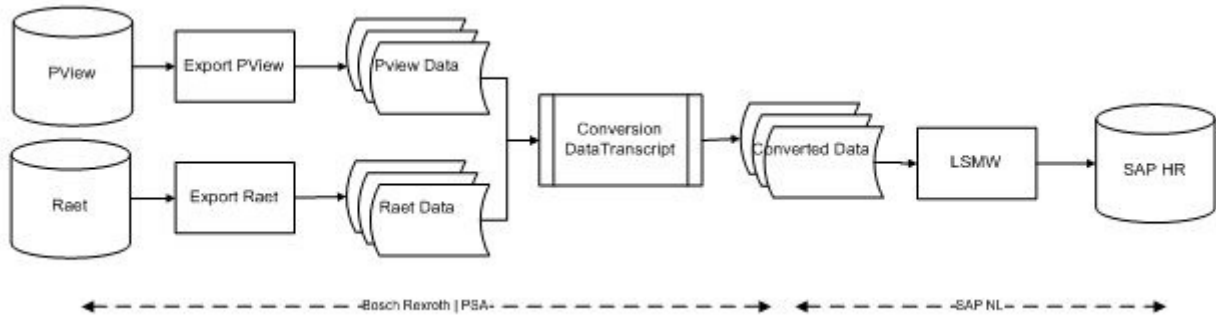 PView
Export PView
Pview Data
Conversion
DataTranscript
Converted Data
LSMW
SAP HR
Raet
Export Raet
Raet Data
Bosch Rexroth | PSA
SAP NL